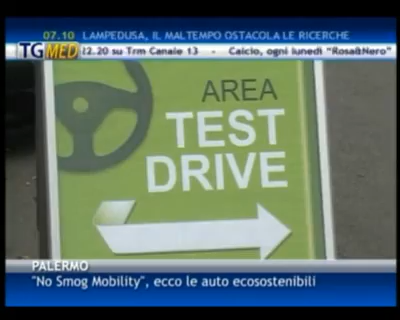 07.10 LAMPEDUSA, IL MALTEMPO OSTACOLA LE RICERCHE
TG MED 12.20 su Trm Canale 13 - Calcio, ogni lunedì "Rosa&Nero"
AREA
TEST
DRIVE
PALERMO
"No Smog Mobility", ecco le auto ecosostenibili